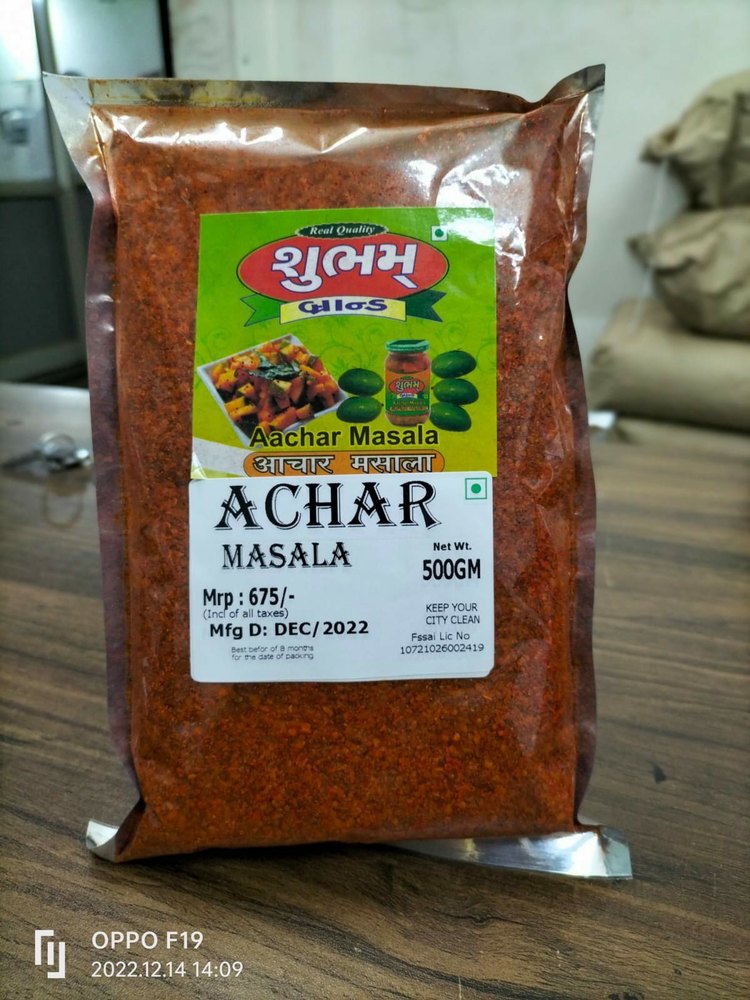 Real Quality
શુભમ્
બ્રાન્ડ
શુભમ્
Aachar Masala
आचार मसाला
ACHAR
MASALA
Net Wt.
500GM
Mrp : 675/-
(Incl of all taxes)
Mfg D: DEC/2022
KEEP YOUR
CITY CLEAN
Best befor of 8 months
for the date of packing
Fssai Lic No
10721026002419
OPPO F19
2022.12.14 14:09